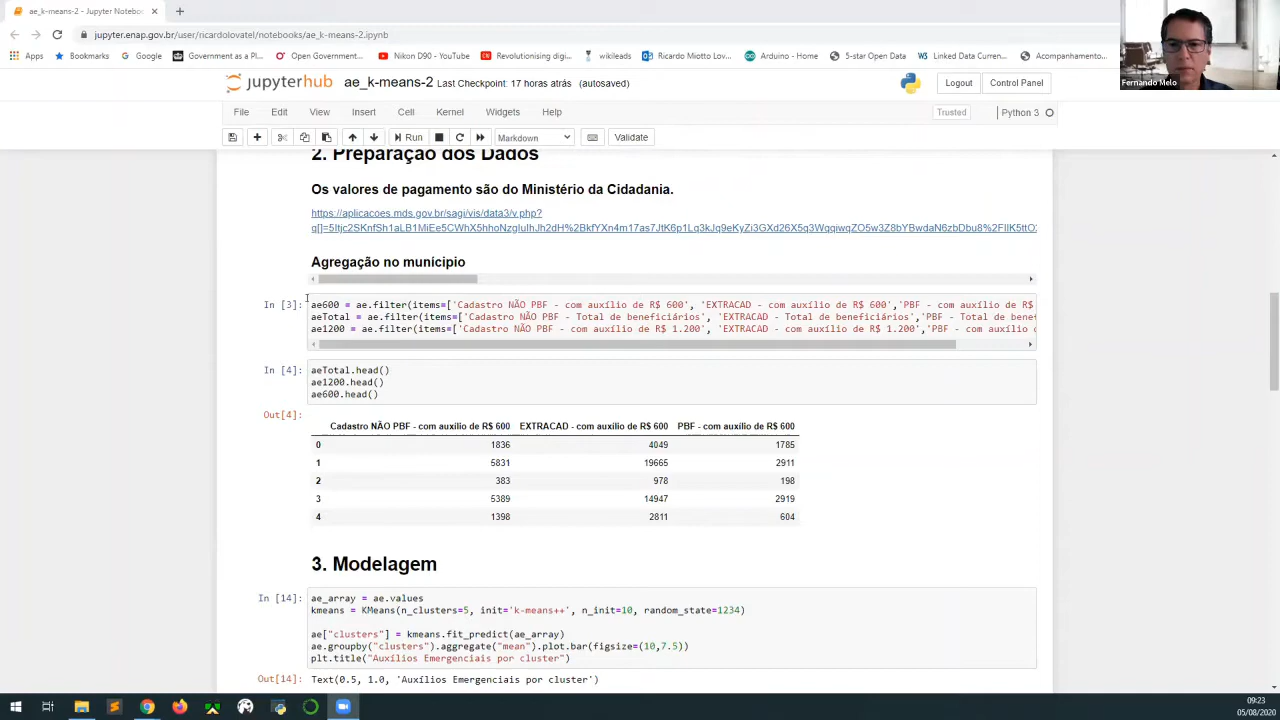 ae_k-means-2 - Jupyter Noteboo
jupyter.enap.gov.br/user/ricardolovatel/notebooks/ae_k-means-2.ipynb
Apps Bookmarks Google Government as a Pl... Open Government... Nikon D90 - YouTube Revolutionising digit... wikileads Ricardo Miotto Lov... Arduino - Home 5-star Open Data Linked Data Curren... Acompanhamento...
Fernando Melo
jupyterhub ae_k-means-2 Checkpoint: 17 horas atrás (autosaved) Logout Control Panel
File Edit View Insert Cell Kernel Widgets Help Trusted Python 3
Run Markdown Validate
2. Preparação dos Dados
Os valores de pagamento são do Ministério da Cidadania.
https://aplicacoes.mds.gov.br/sagi/vis/data3/v.php?
Agregação no município
In [3]: ae600 = ae.filter(items=['Cadastro NÃO PBF - com auxílio de R$ 600', 'EXTRACAD - com auxílio de R$ 600','PBF - com auxílio de R$
aeTotal = ae.filter(items=['Cadastro NÃO PBF - Total de beneficiários', 'EXTRACAD - Total de beneficiários','PBF - Total de benef
ae1200 = ae.filter(items=['Cadastro NÃO PBF - com auxílio de R$ 1.200', 'EXTRACAD - com auxílio de R$ 1.200','PBF - com auxílio d
In [4]: aeTotal.head()
ae1200.head()
ae600.head()
Out[4]:
Cadastro NÃO PBF - com auxílio de R$ 600 EXTRACAD - com auxílio de R$ 600 PBF - com auxílio de R$ 600
0 1836 4049 1785
1 5831 19665 2911
2 383 978 198
3 5389 14947 2919
4 1398 2811 604
3. Modelagem
In [14]: ae_array = ae.values
kmeans = KMeans(n_clusters=5, init='k-means++', n_init=10, random_state=1234)
ae["clusters"] = kmeans.fit_predict(ae_array)
ae.groupby("clusters").aggregate("mean").plot.bar(figsize=(10,7.5))
plt.title("Auxílios Emergenciais por cluster")
Out[14]: Text(0.5, 1.0, 'Auxílios Emergenciais por cluster')
09:23
05/08/2020